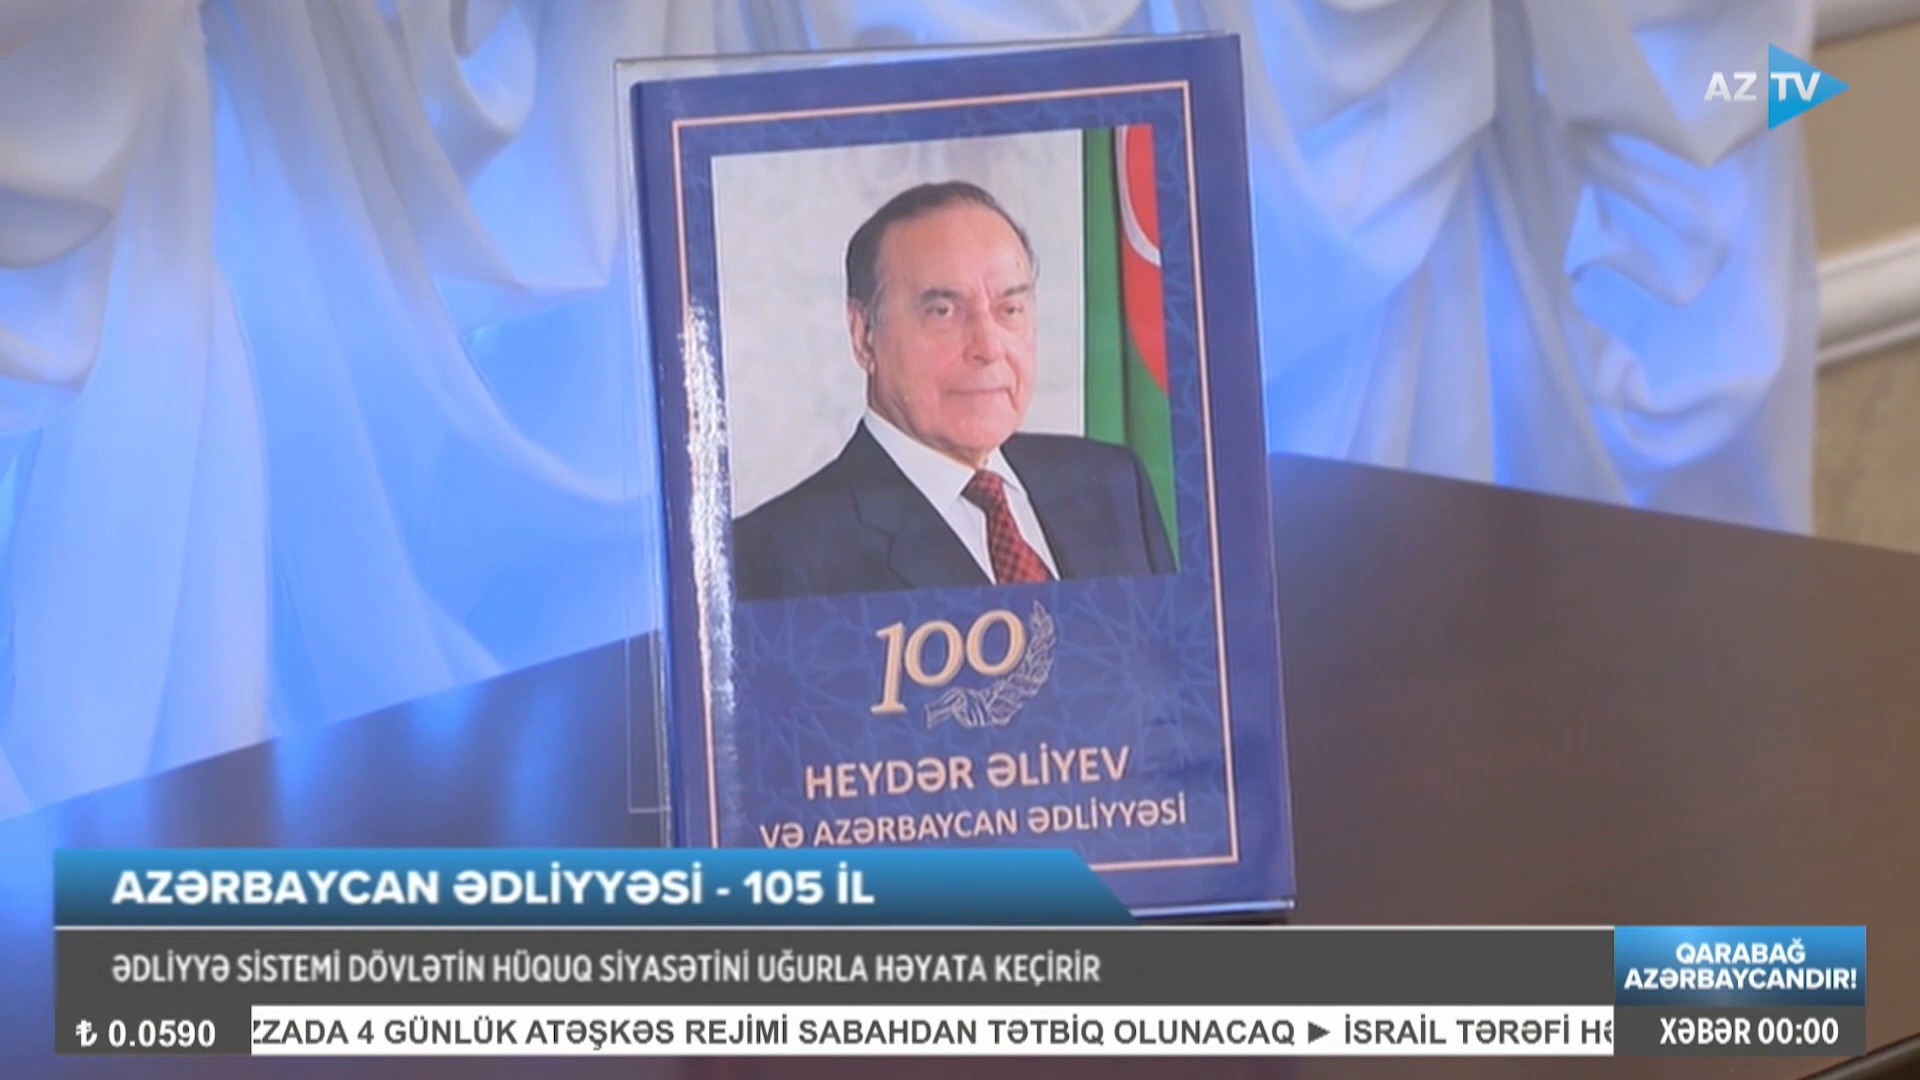 AZ TV
100
HEYDƏR ƏLİYEV
VƏ AZƏRBAYCAN ƏDLİYYƏSİ
AZƏRBAYCAN ƏDLİYYƏSİ - 105 İL
ƏDLİYYƏ SİSTEMİ DÖVLƏTİN HÜQUQ SİYASƏTİNİ UĞURLA HƏYATA KEÇİRİR
QARABAĞ
AZƏRBAYCANDIR!
₺ 0.0590
ZZADA 4 GÜNLÜK ATƏŞKƏS REJİMİ SABAHDAN TƏTBİQ OLUNACAQ ► İSRAİL TƏRƏFİ HƏ
XƏBƏR 00:00